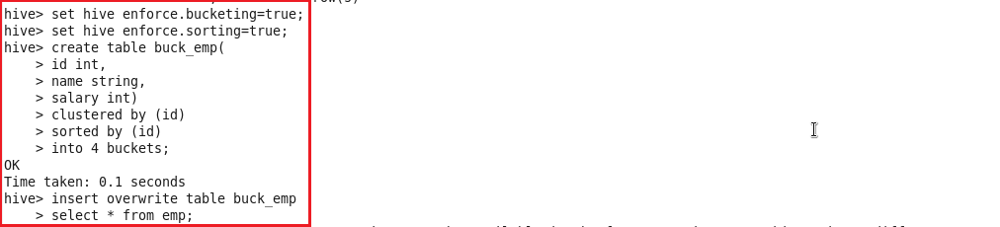 hive> set hive enforce.bucketing=true;
hive> set hive enforce.sorting=true;
hive> create table buck_emp(
    > id int,
    > name string,
    > salary int)
    > clustered by (id)
    > sorted by (id)
    > into 4 buckets;
OK
Time taken: 0.1 seconds
hive> insert overwrite table buck_emp
    > select * from emp;